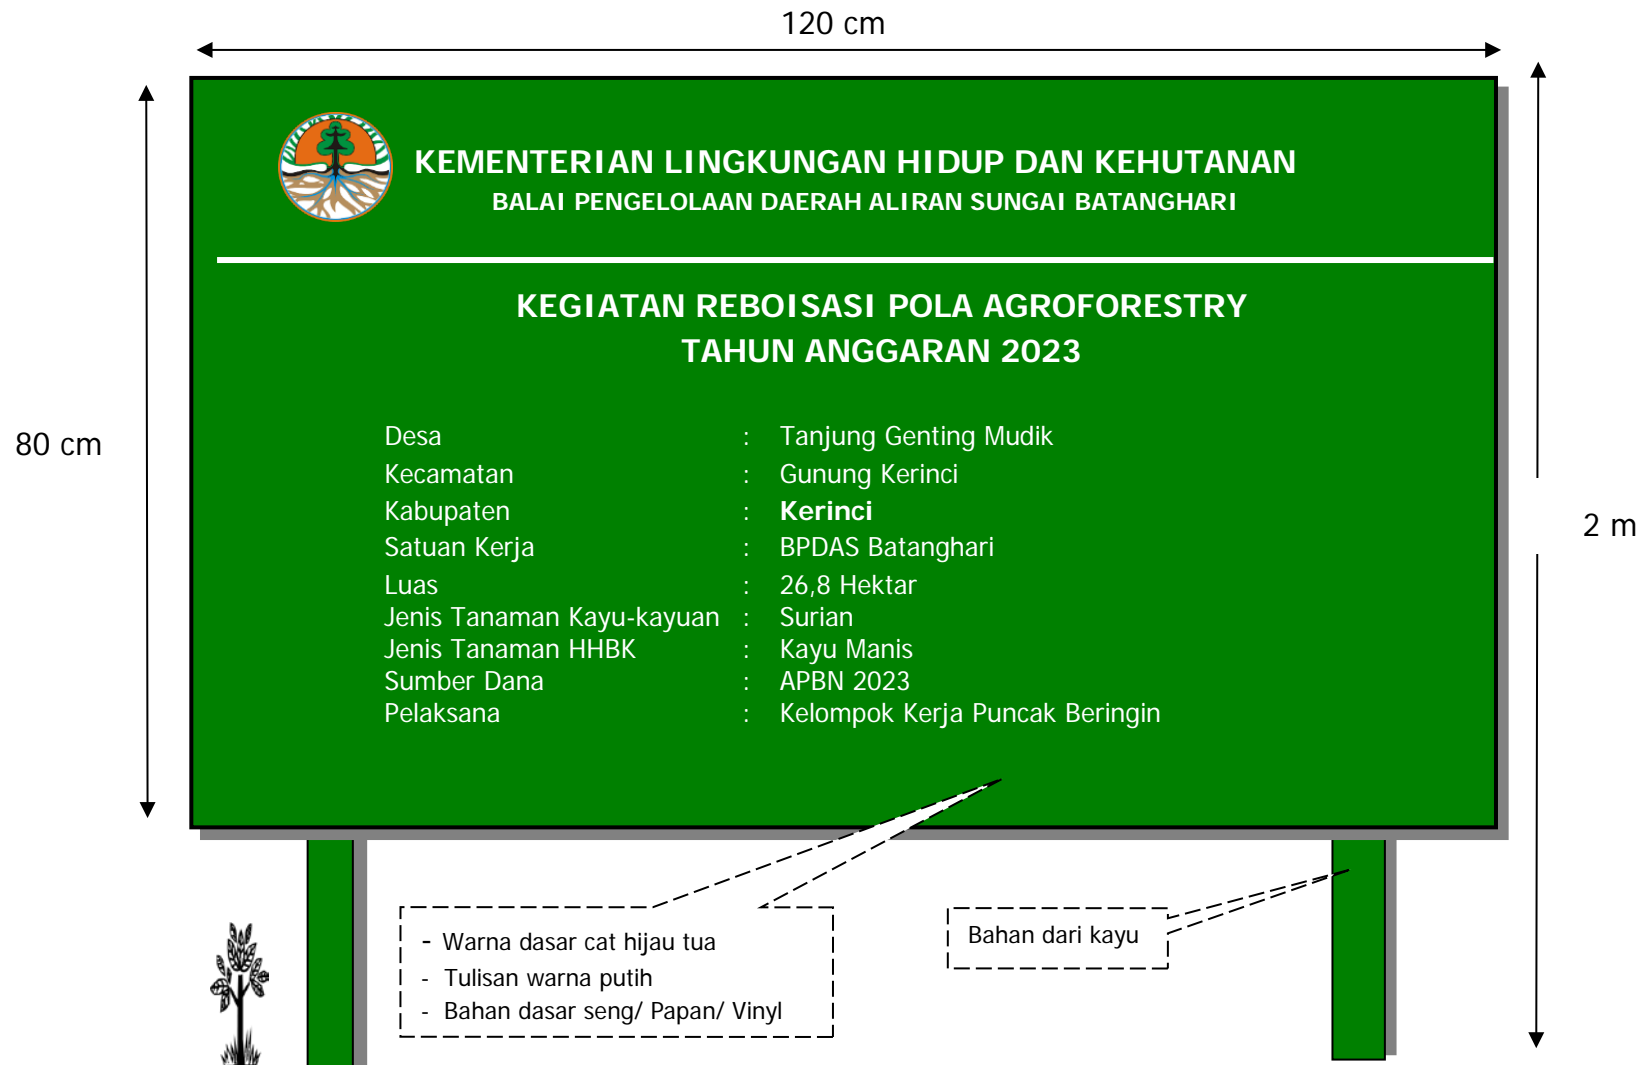 120 cm
KEMENTERIAN LINGKUNGAN HIDUP DAN KEHUTANAN
BALAI PENGELOLAAN DAERAH ALIRAN SUNGAI BATANGHARI
KEGIATAN REBOISASI POLA AGROFORESTRY
TAHUN ANGGARAN 2023
80 cm
2 m
Desa : Tanjung Genting Mudik
Kecamatan : Gunung Kerinci
Kabupaten : Kerinci
Satuan Kerja : BPDAS Batanghari
Luas : 26,8 Hektar
Jenis Tanaman Kayu-kayuan : Surian
Jenis Tanaman HHBK : Kayu Manis
Sumber Dana : APBN 2023
Pelaksana : Kelompok Kerja Puncak Beringin
- Warna dasar cat hijau tua
- Tulisan warna putih
- Bahan dasar seng/ Papan/ Vinyl
Bahan dari kayu